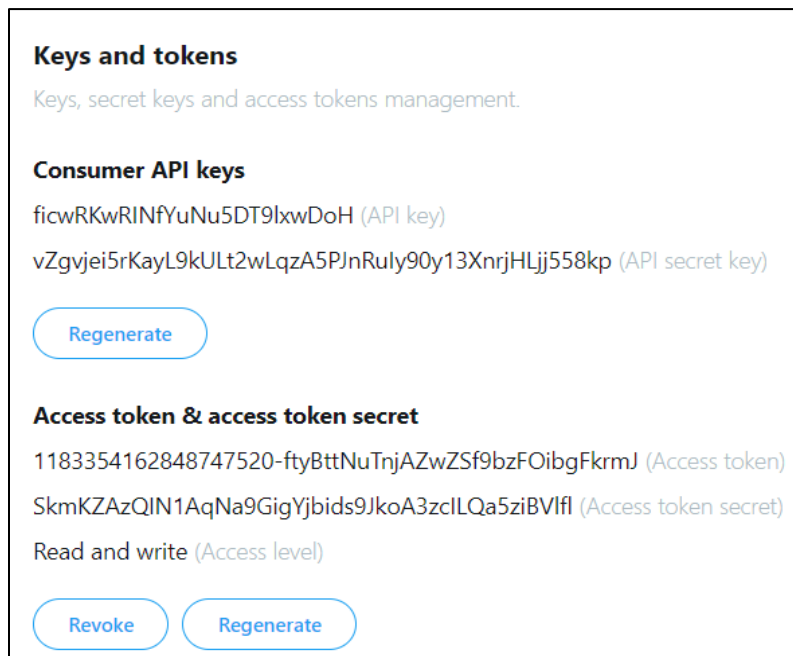 Keys and tokens
Keys, secret keys and access tokens management.
Consumer API keys
ficwRKwRINfYuNu5DT9lxwDoH (API key)
vZgvjei5rKayL9kULt2wLqzA5PJnRuIy90y13XnrjHLjj558kp (API secret key)
Regenerate
Access token & access token secret
1183354162848747520-ftyBttNuTnjAZwZSf9bzFOibgFkrmJ (Access token)
SkmKZAzQIN1AqNa9GigYjbids9JkoA3zcILQa5ziBVlfl (Access token secret)
Read and write (Access level)
Revoke Regenerate